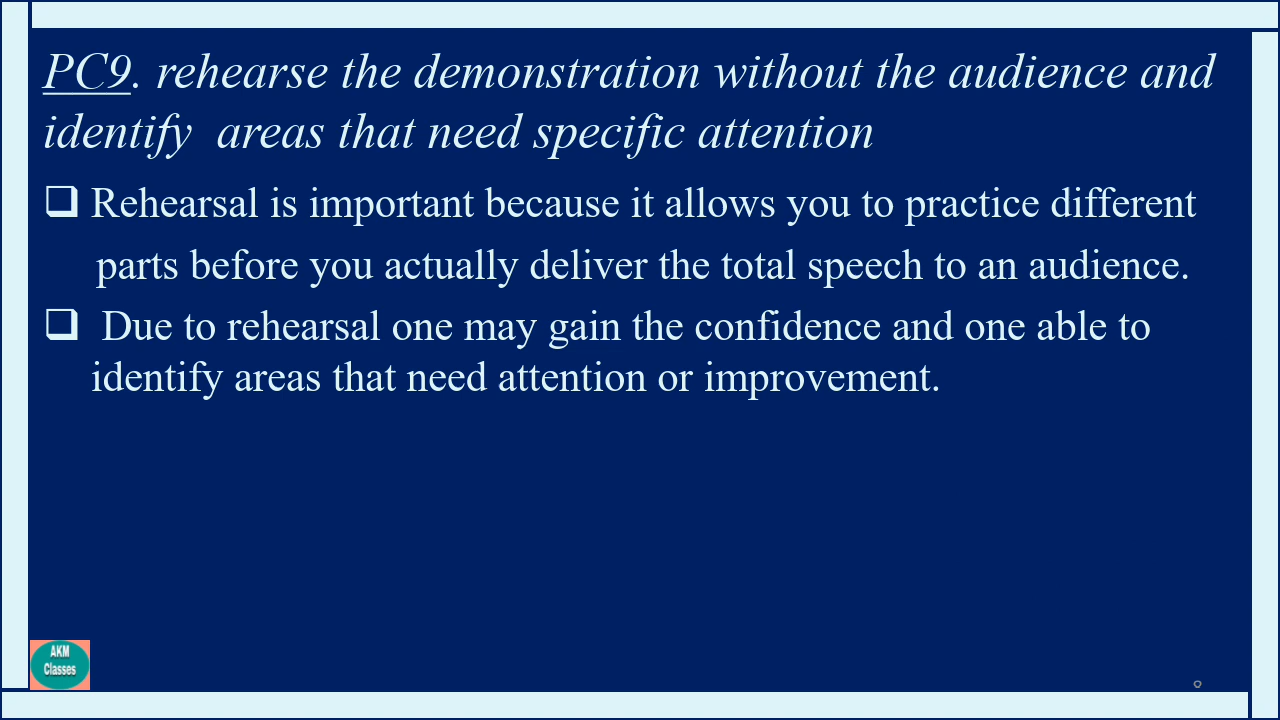 PC9. rehearse the demonstration without the audience and
identify  areas that need specific attention
❑ Rehearsal is important because it allows you to practice different
parts before you actually deliver the total speech to an audience.
❑  Due to rehearsal one may gain the confidence and one able to
identify areas that need attention or improvement.
AKM
Classes